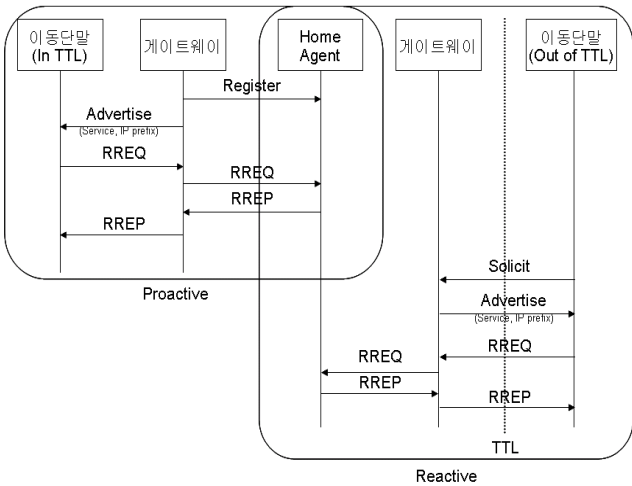 이동단말
(In TTL)
게이트웨이
Home
Agent
게이트웨이
이동단말
(Out of TTL)
Register
Advertise
(Service, IP prefix)
RREQ
RREQ
RREP
RREP
Proactive
Solicit
Advertise
(Service, IP prefix)
RREQ
RREQ
RREP
RREP
TTL
Reactive